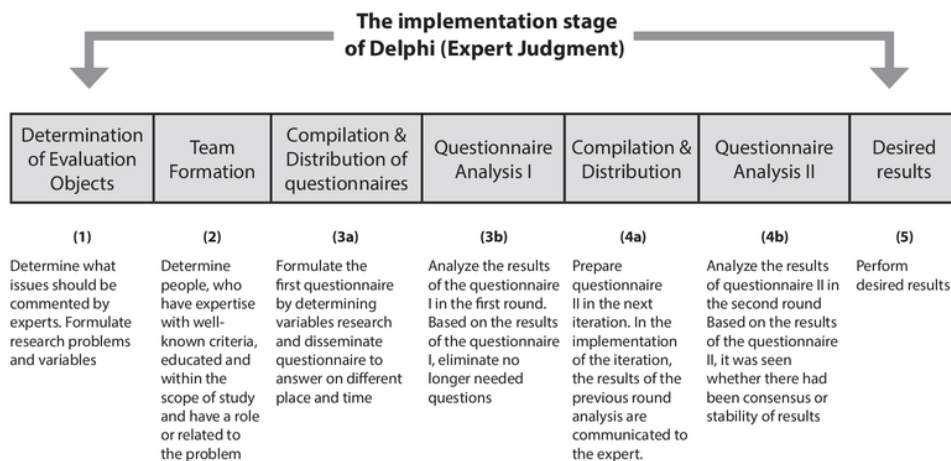 The implementation stage
of Delphi (Expert Judgment)
Determination
of Evaluation
Objects
Team
Formation
Compilation &
Distribution of
questionnaires
Questionnaire
Analysis I
Compilation &
Distribution
Questionnaire
Analysis II
Desired
results
(1)
Determine what
issues should be
commented by
experts. Formulate
research problems
and variables
(2)
Determine
people, who
have expertise
with well-
known criteria,
educated and
within the
scope of study
and have a role
or related to
the problem
(3a)
Formulate the
first questionnaire
by determining
variables research
and disseminate
questionnaire to
answer on different
place and time
(3b)
Analyze the results
of the questionnaire
I in the first round.
Based on the results
of the questionnaire
I, eliminate no
longer needed
questions
(4a)
Prepare
questionnaire
II in the next
iteration. In the
implementation
of the iteration,
the results of the
previous round
analysis are
communicated to
the expert.
(4b)
Analyze the results
of questionnaire II in
the second round
Based on the results
of the questionnaire
II, it was seen
whether there had
been consensus or
stability of results
(5)
Perform
desired results